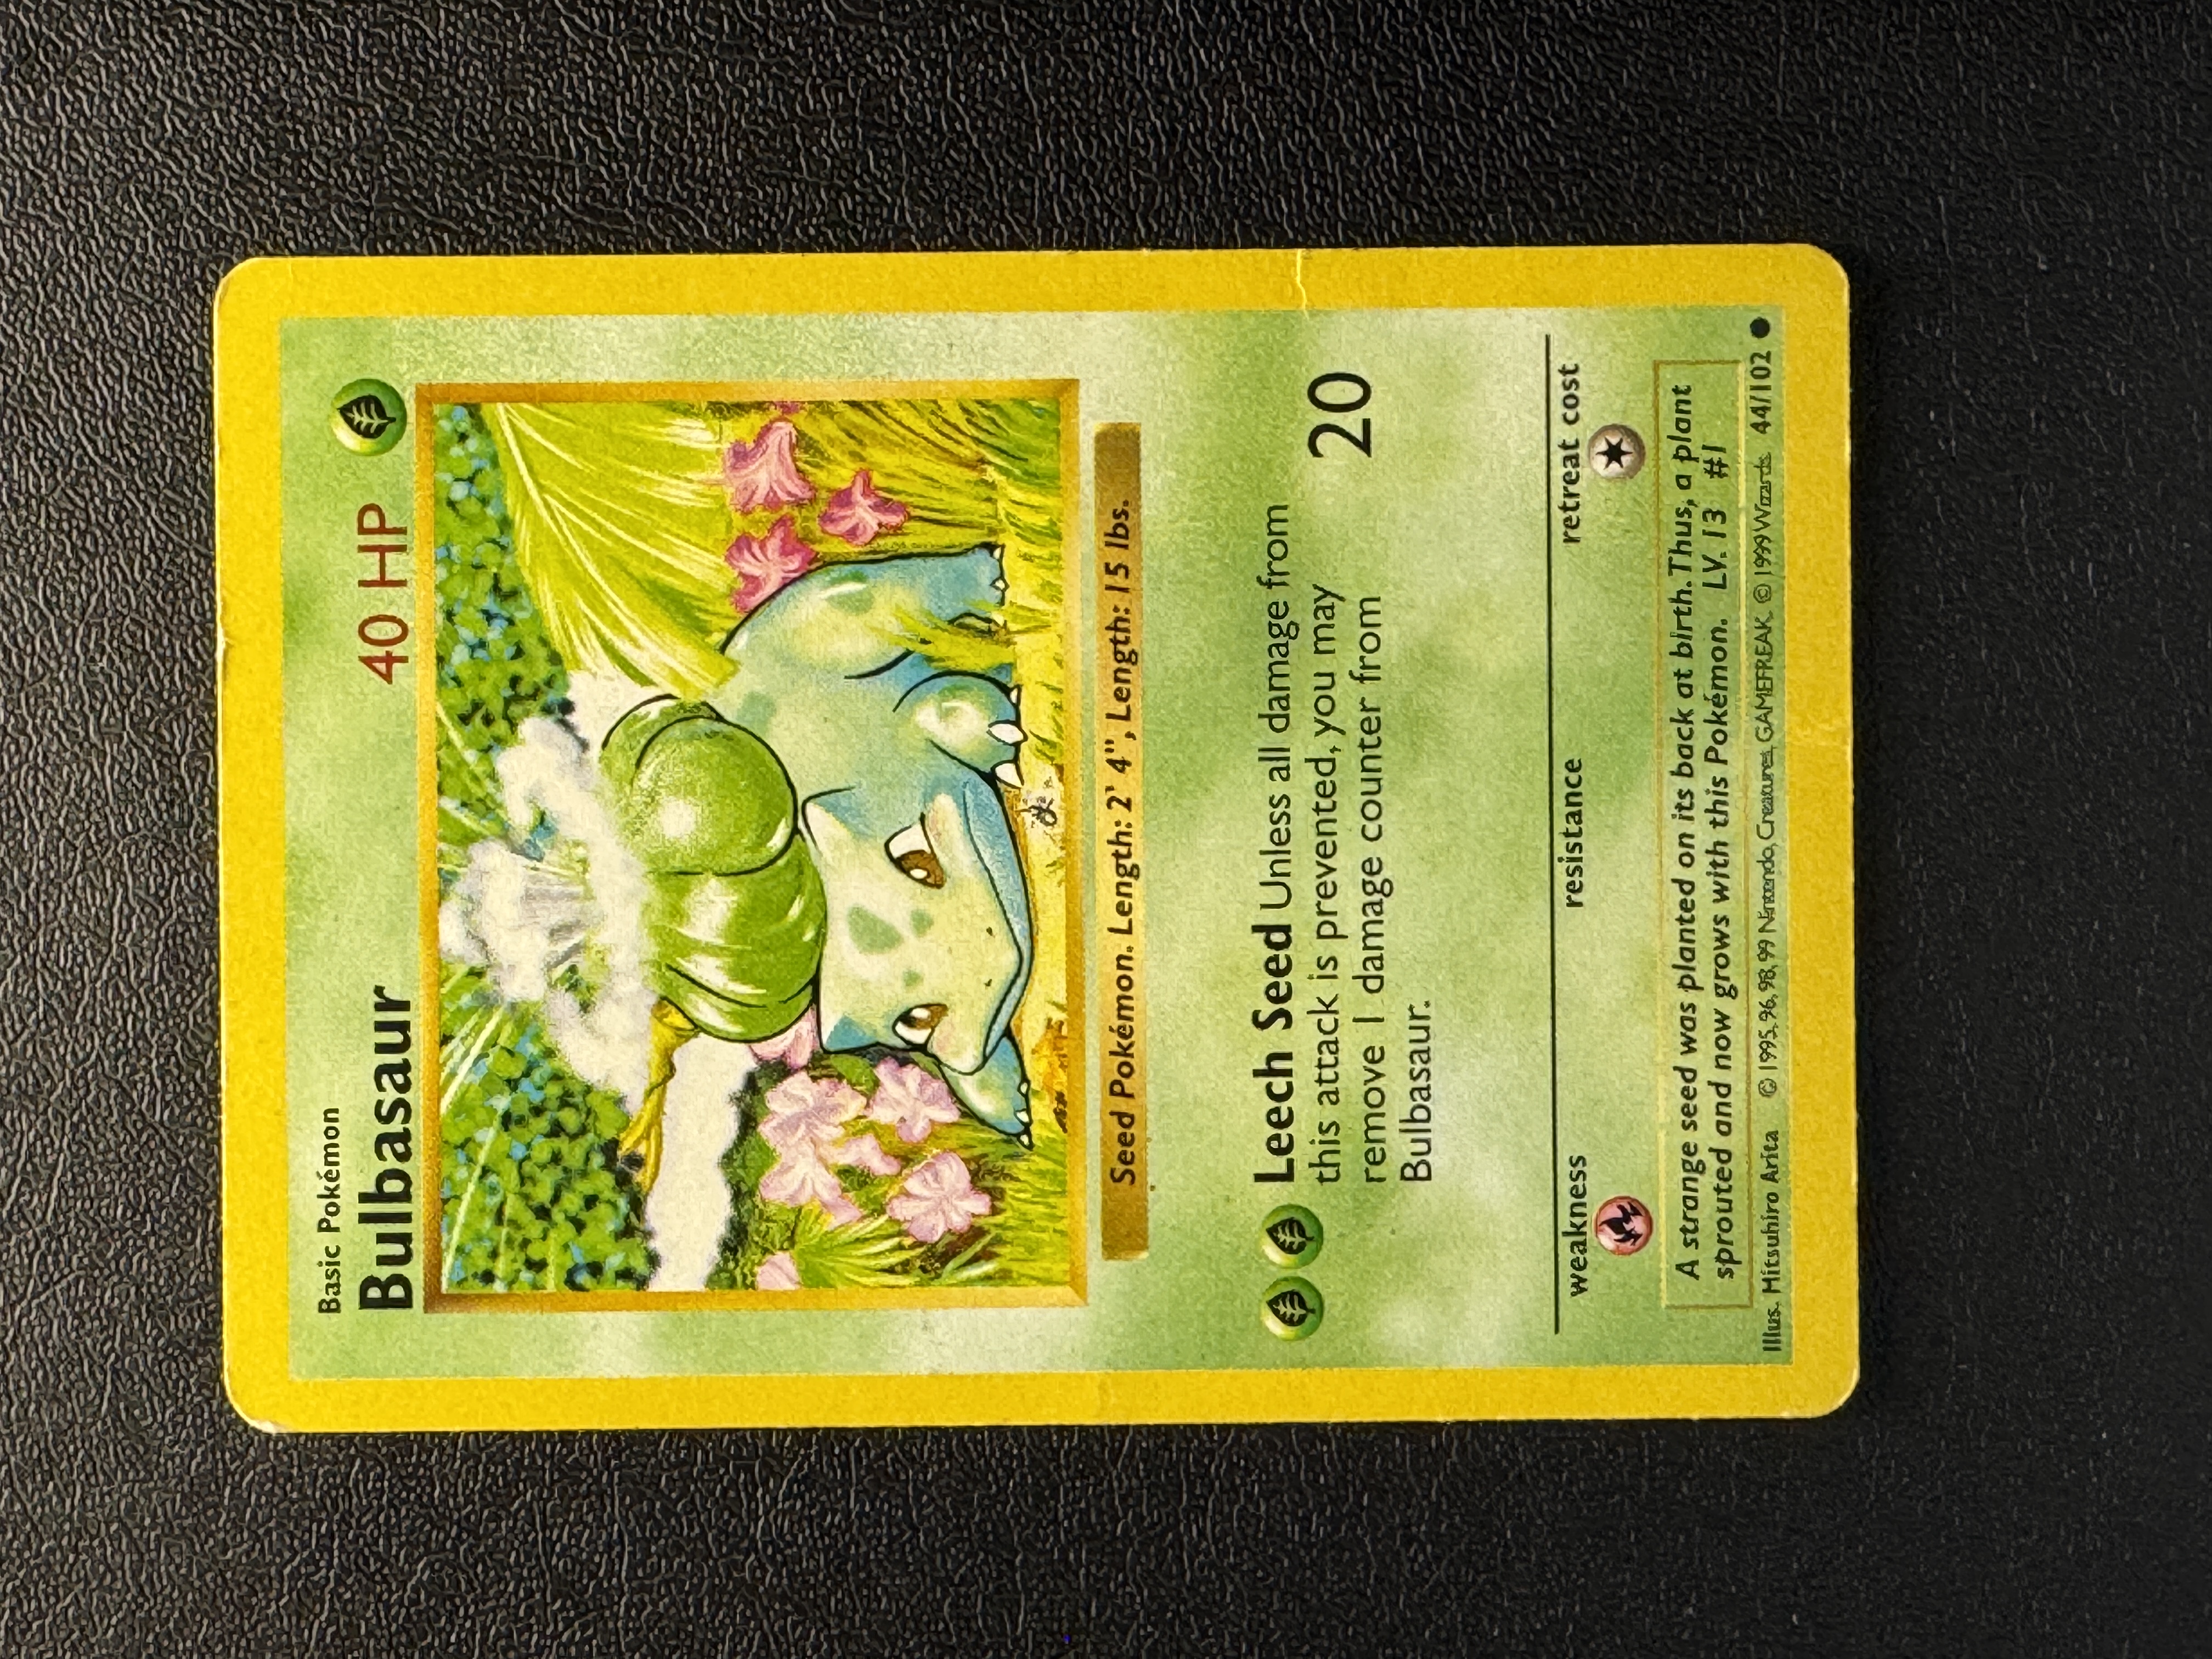 Basic Pokémon
Bulbasaur 40 HP
Seed Pokémon. Length: 2' 4", Length: 15 lbs.
Leech Seed Unless all damage from
this attack is prevented, you may
remove 1 damage counter from
Bulbasaur.
20
weakness resistance retreat cost
A strange seed was planted on its back at birth. Thus, a plant
sprouted and now grows with this Pokémon. LV. 13 #1
Illus. Mitsuhiro Arita © 1995, 96, 98, 99 Nintendo, Creatures, GAMEFREAK. © 1999 Wizards. 44/102